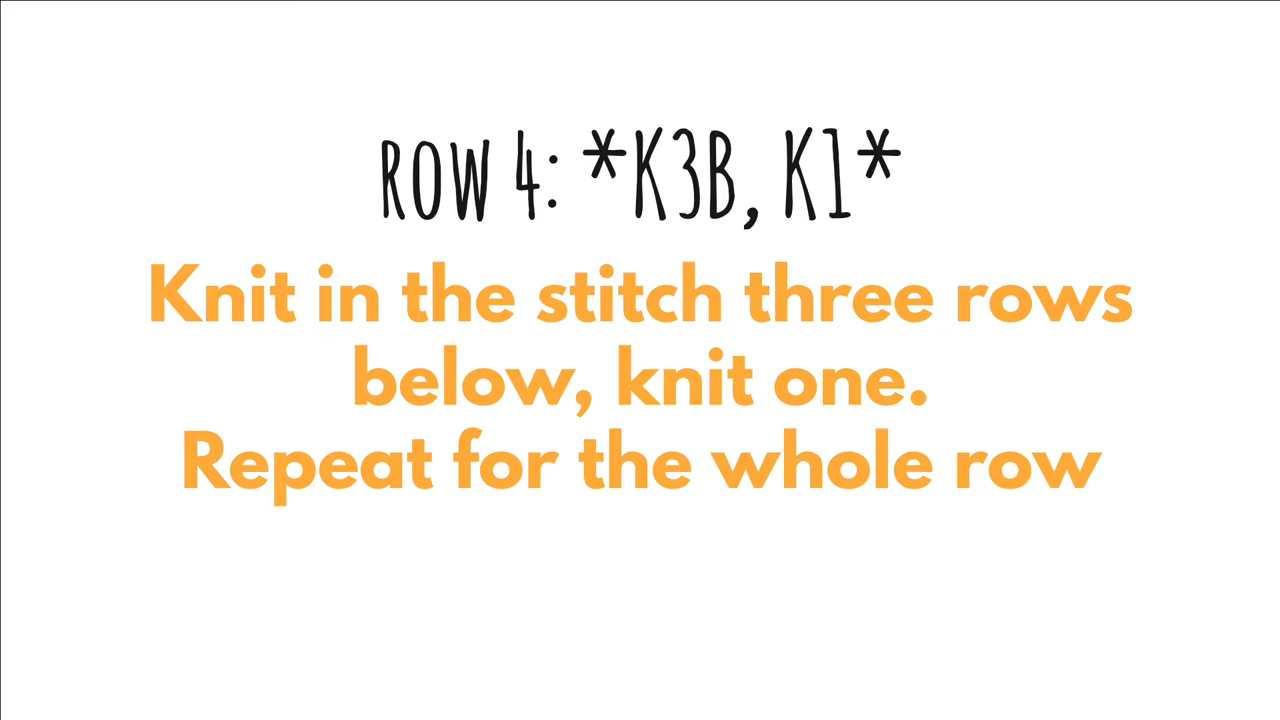 ROW 4: *K3B, K1*
Knit in the stitch three rows
below, knit one.
Repeat for the whole row